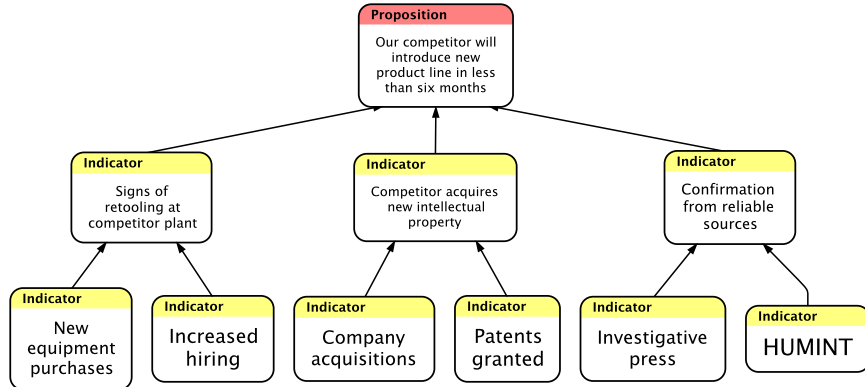 Proposition
Our competitor will
introduce new
product line in less
than six months
Indicator
Signs of
retooling at
competitor plant
Indicator
Competitor acquires
new intellectual
property
Indicator
Confirmation
from reliable
sources
Indicator
New
equipment
purchases
Indicator
Increased
hiring
Indicator
Company
acquisitions
Indicator
Patents
granted
Indicator
Investigative
press
Indicator
HUMINT